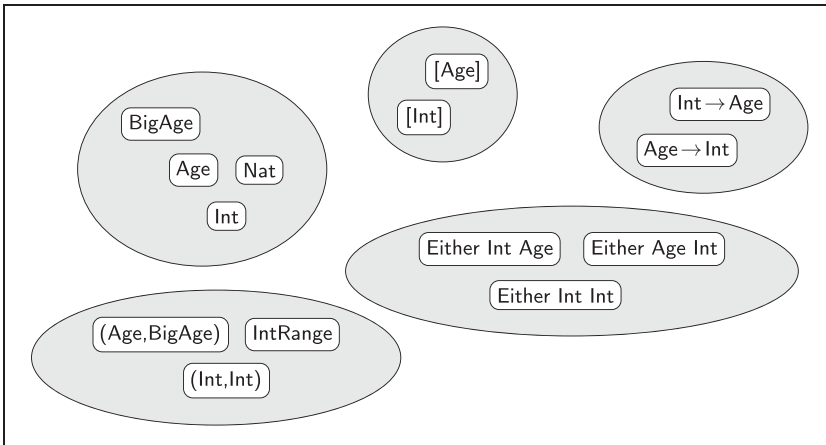 [Age]
[Int]
Int → Age
Age → Int
BigAge
Age
Nat
Int
Either Int Age
Either Age Int
Either Int Int
(Age,BigAge)
IntRange
(Int,Int)